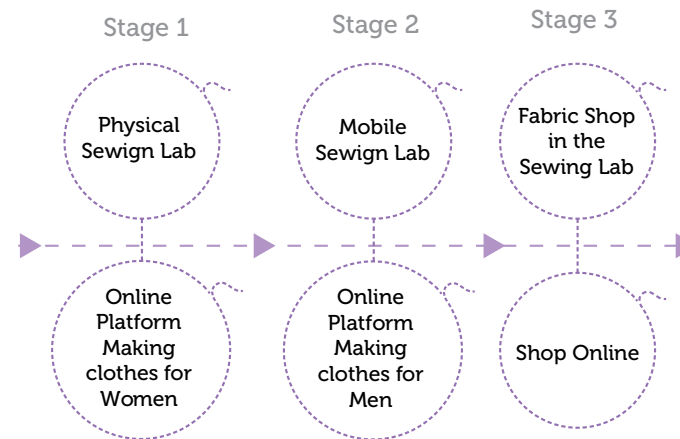 Stage 1
Stage 2
Stage 3
Physical
Sewign Lab
Mobile
Sewign Lab
Fabric Shop
in the
Sewing Lab
Online
Platform
Making
clothes for
Women
Online
Platform
Making
clothes for
Men
Shop Online